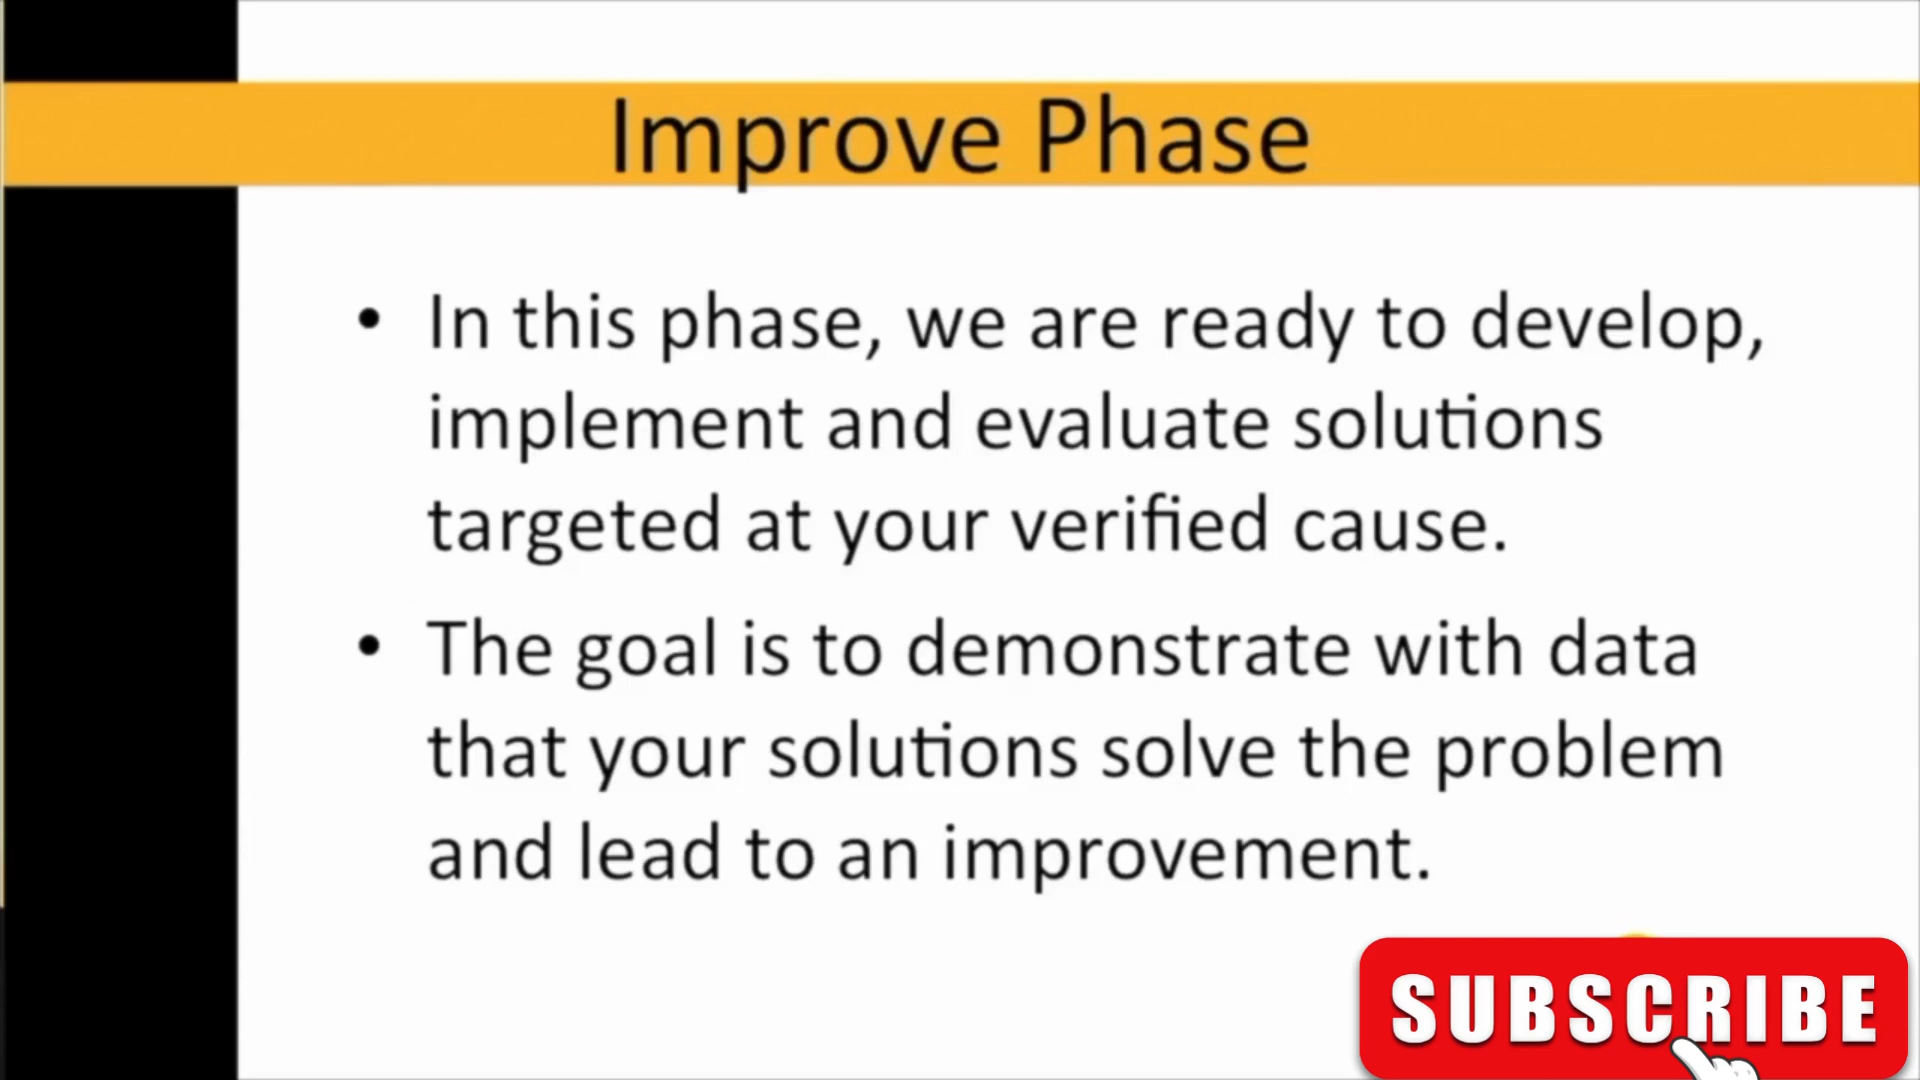 Improve Phase
• In this phase, we are ready to develop,
implement and evaluate solutions
targeted at your verified cause.
• The goal is to demonstrate with data
that your solutions solve the problem
and lead to an improvement.
SUBSCRIBE